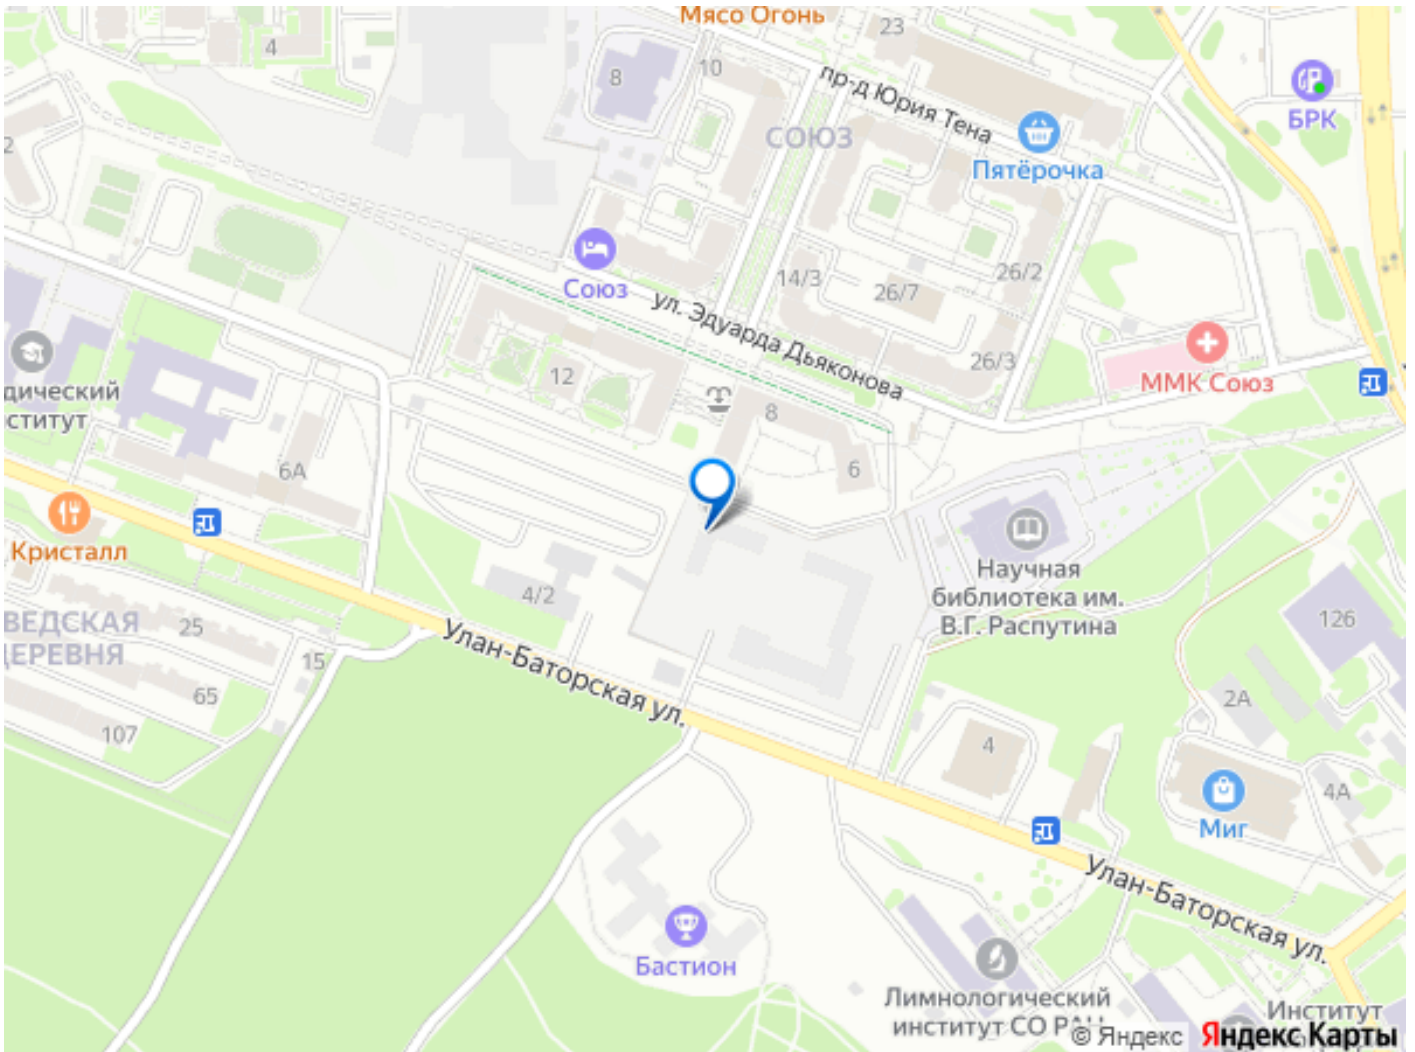 Мясо Огонь
23
4
10
8
пр-д Юрия Тена
БРК
СОЮЗ
2
Пятёрочка
Союз
14/3
26/7
26/2
ул. Эдуарда Дьяконова
26/3
ММК Союз
дический
ститут
12
8
6
6А
Кристалл
4/2
Научная
библиотека им.
В.Г. Распутина
ВЕДСКАЯ
ДЕРЕВНЯ
25
15
65
107
Улан-Баторская ул.
126
2А
4
Миг
4А
Улан-Баторская ул.
Бастион
Лимнологический
институт СО РАН
Институт
© Яндекс Яндекс Карты